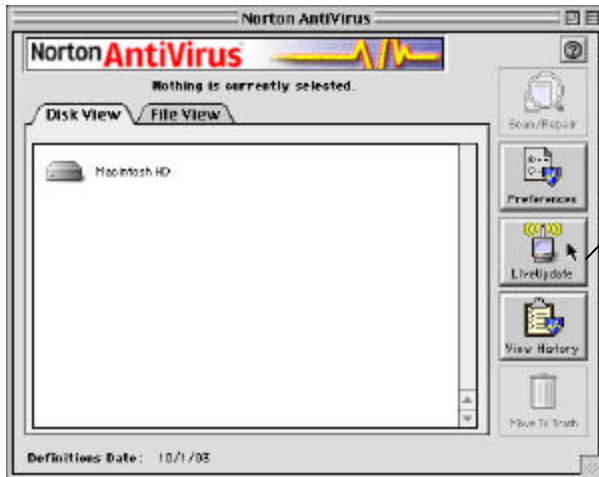 Norton AntiVirus
Norton AntiVirus
Nothing is currently selected.
Disk View
File View
Scan/Repair
Macintosh HD
Preferences
LiveUpdate
View History
Move To Trash
Definitions Date: 10/1/03